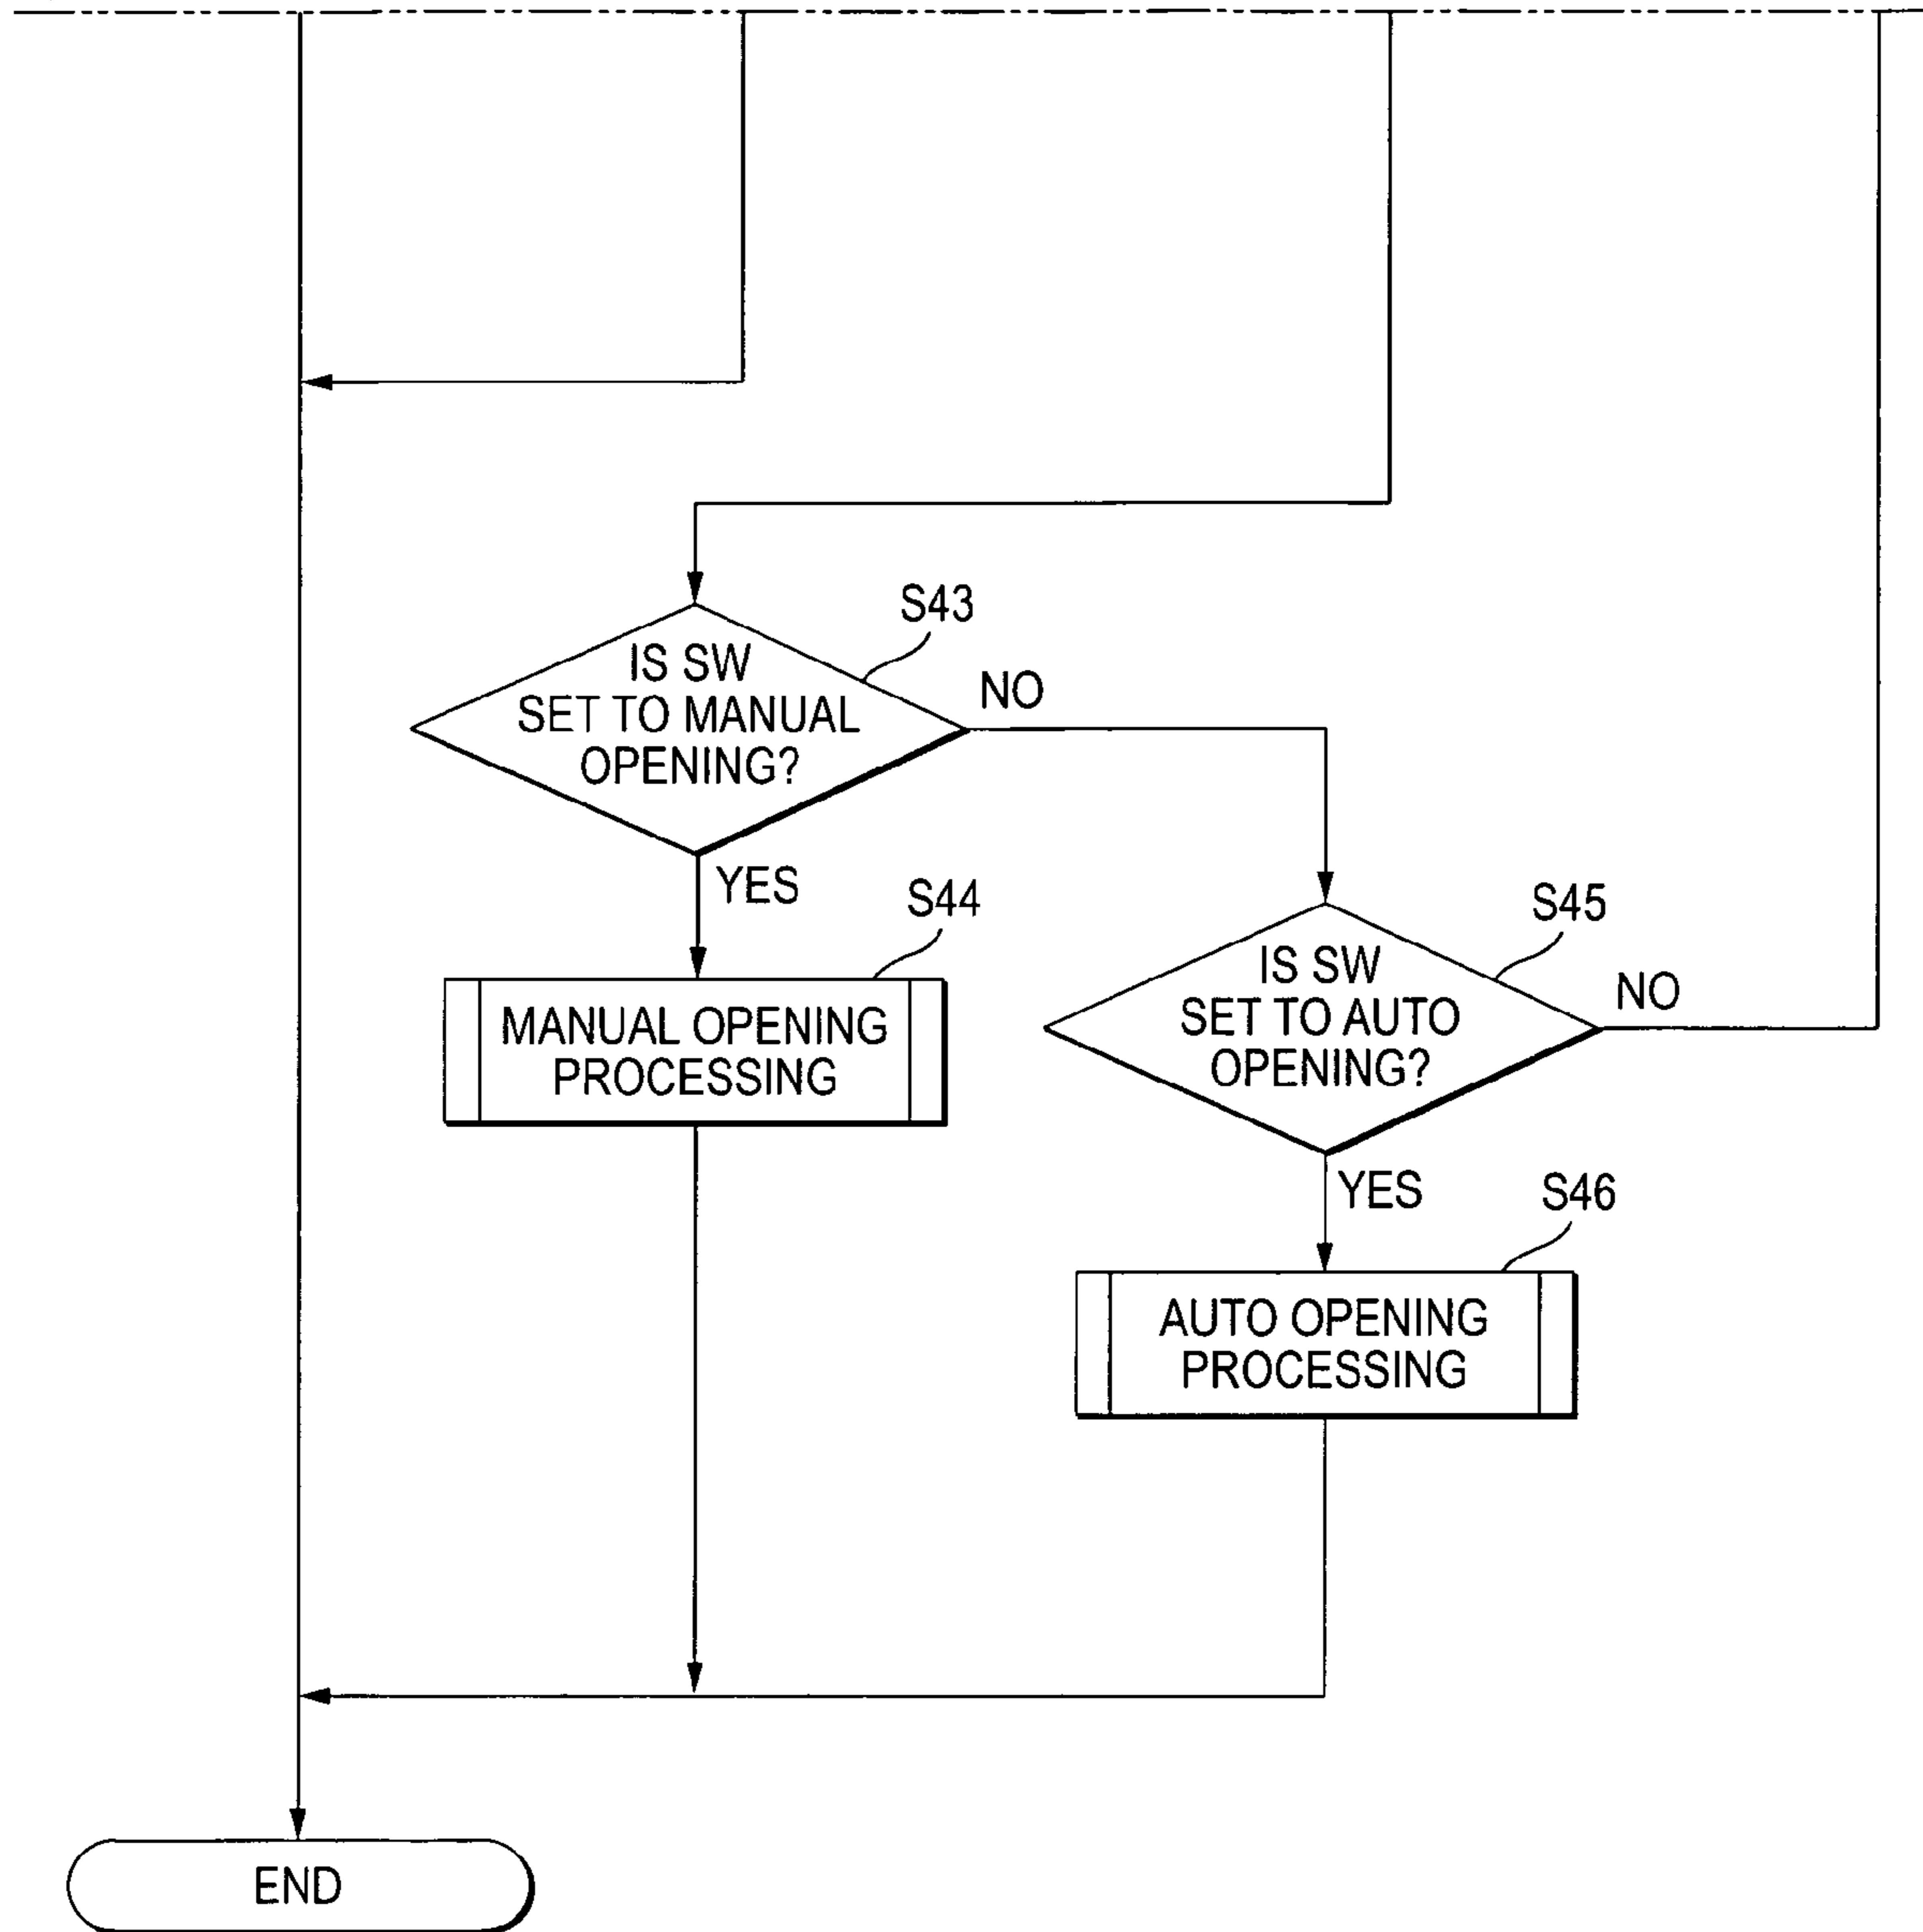 S43
IS SW
SET TO MANUAL
OPENING?
NO
YES
S44
MANUAL OPENING
PROCESSING
S45
IS SW
SET TO AUTO
OPENING?
NO
YES
S46
AUTO OPENING
PROCESSING
END